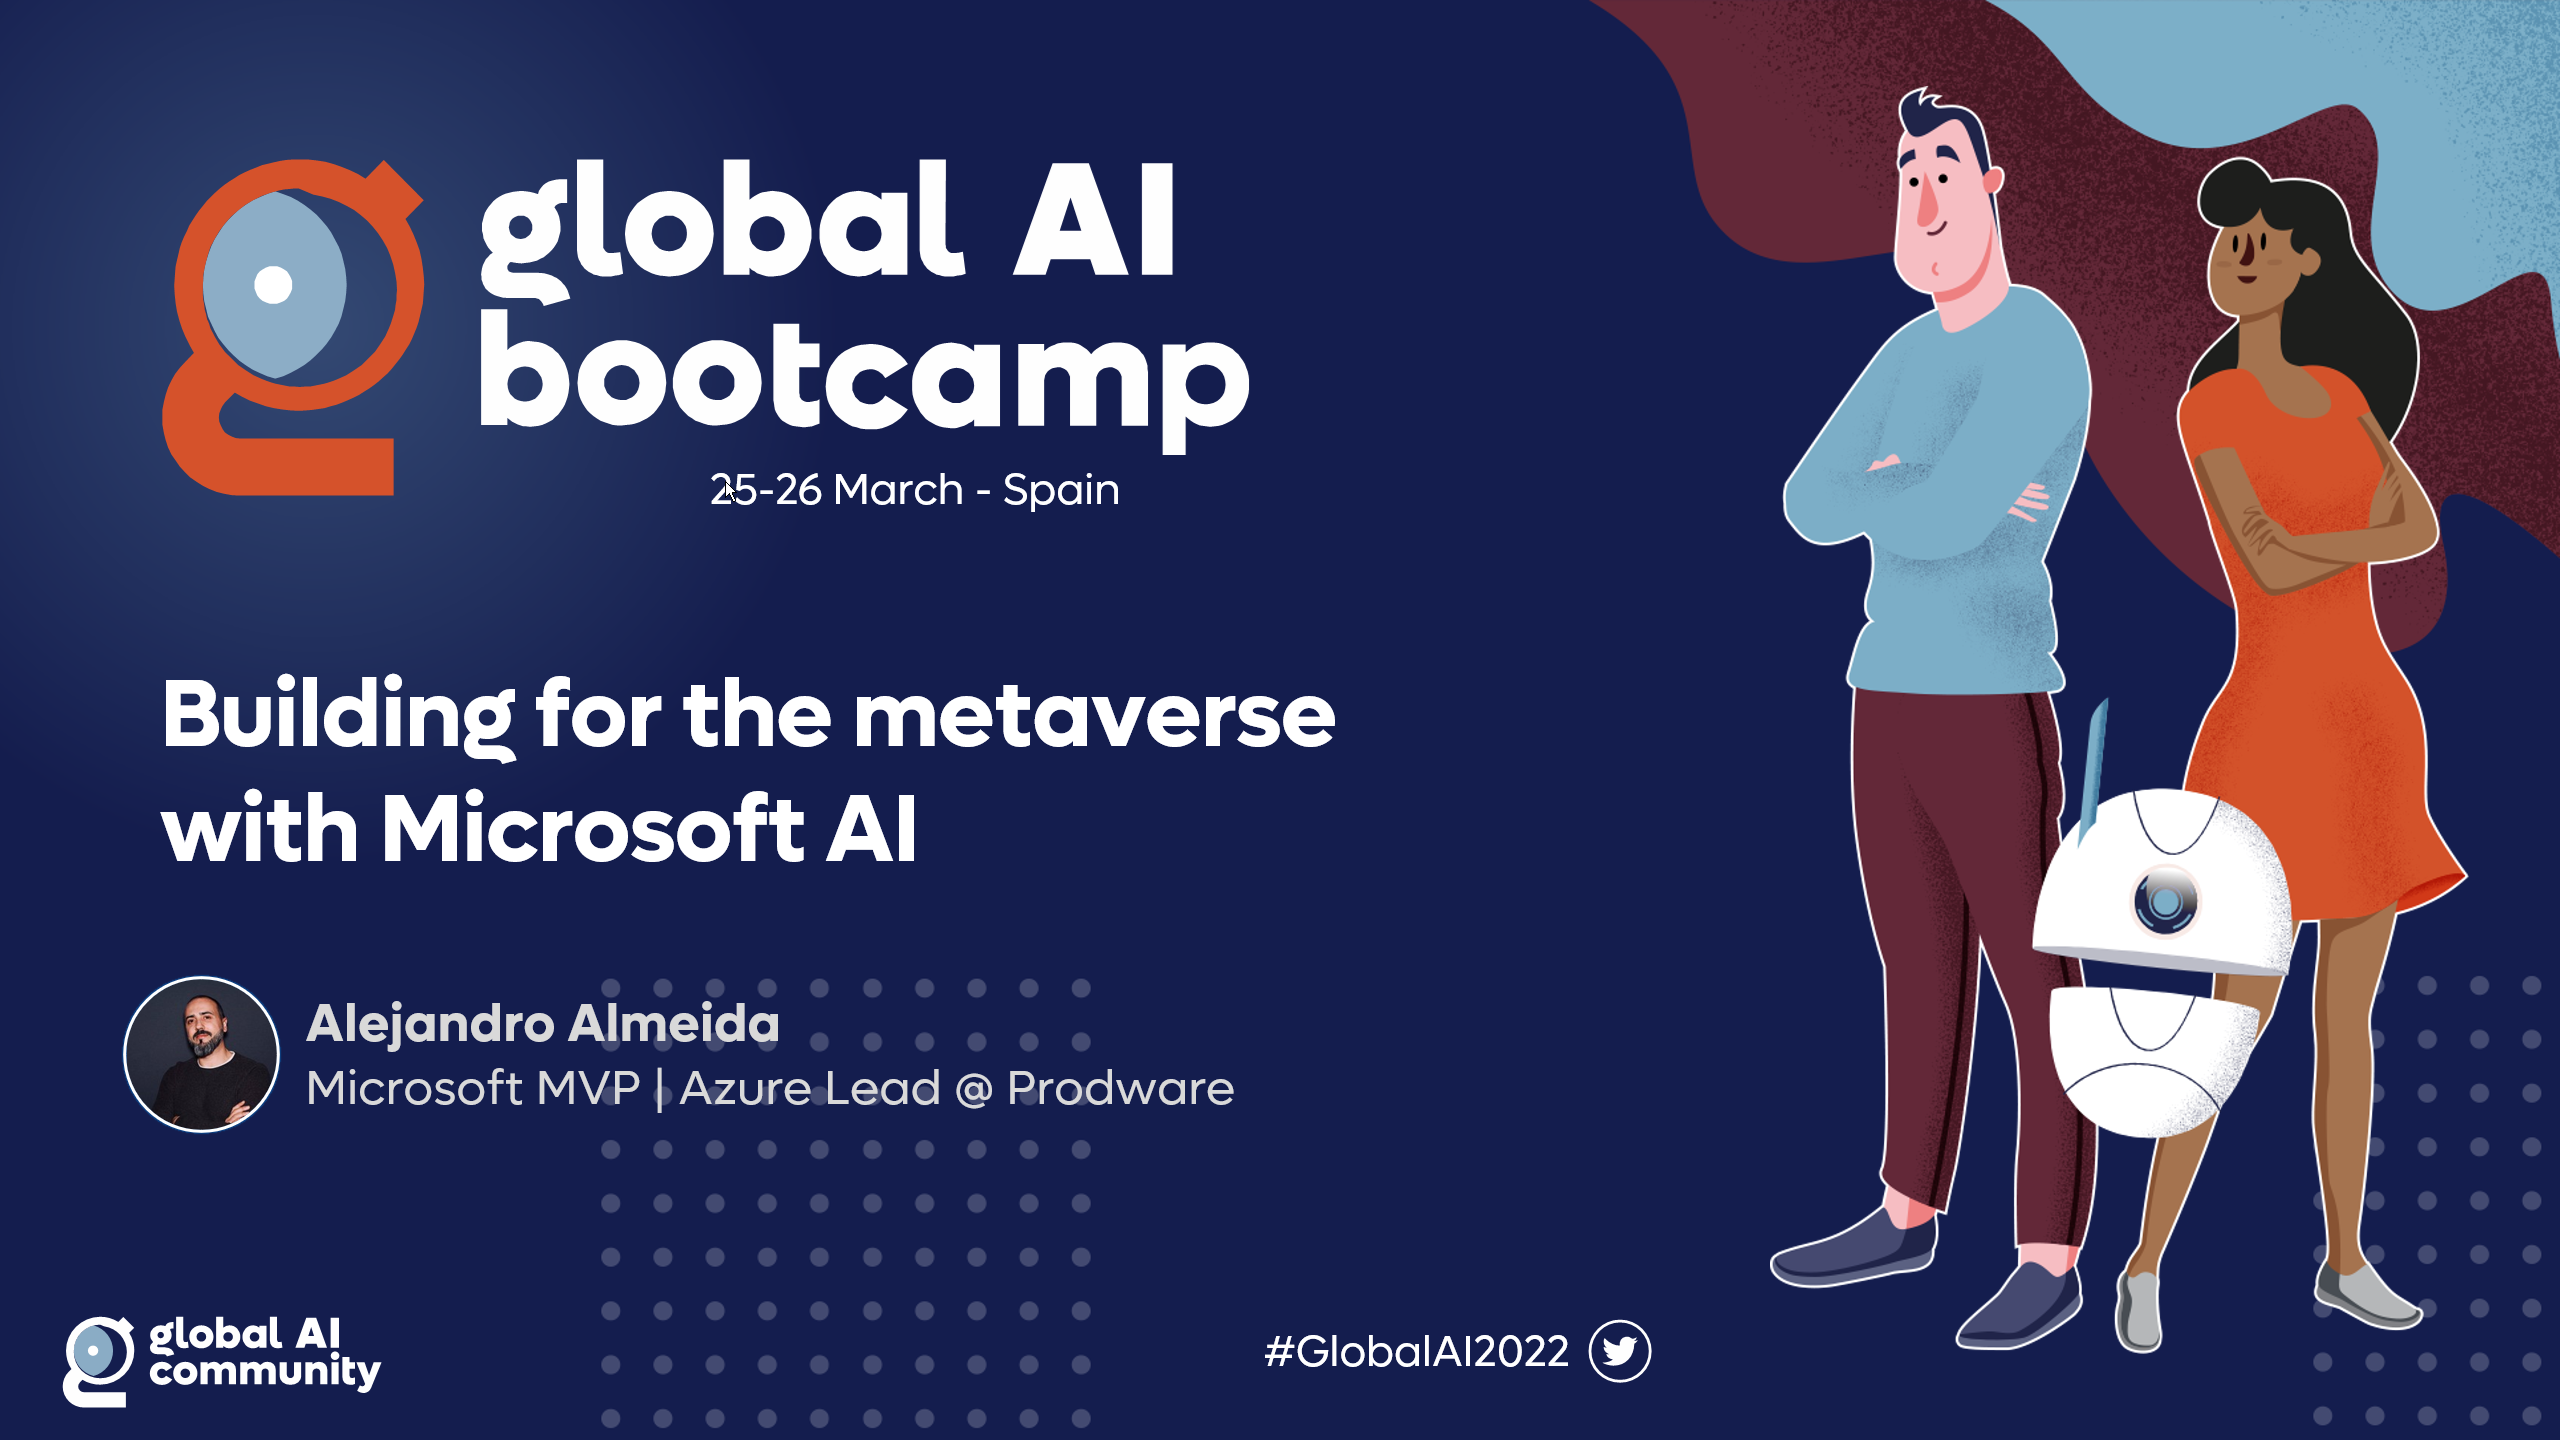 global AI
bootcamp
25-26 March - Spain
Building for the metaverse
with Microsoft AI
Alejandro Almeida
Microsoft MVP | Azure Lead @ Prodware
global AI
community
#GlobalAI2022